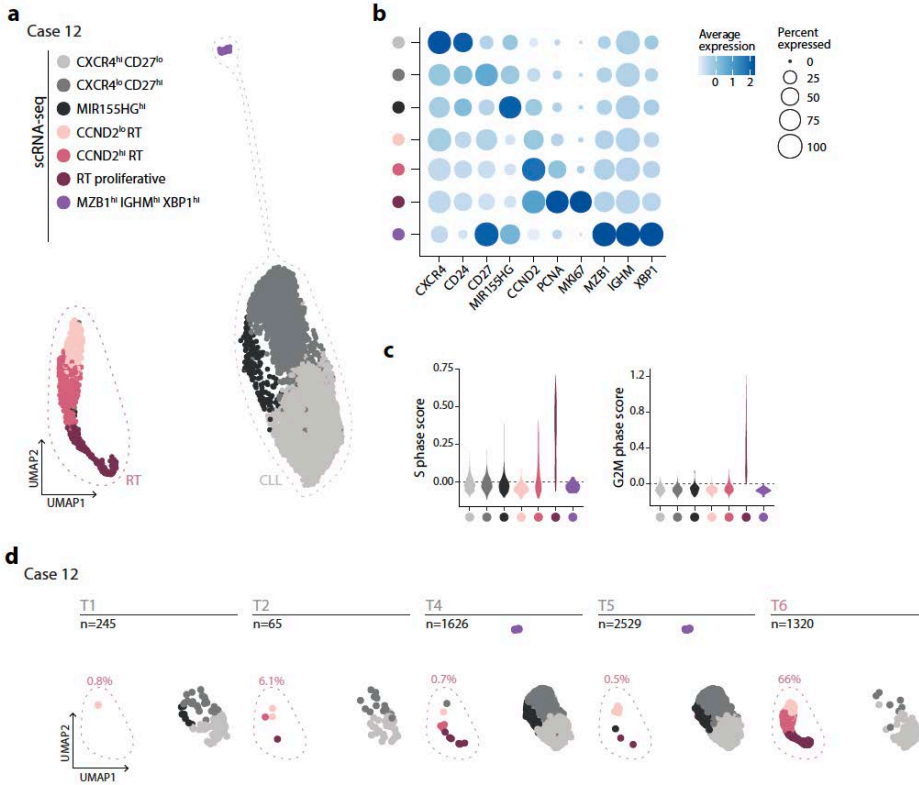 a
Case 12
scRNA-seq
CXCR4hi CD27lo
CXCR4lo CD27hi
MIR155HGhi
CCND2lo RT
CCND2hi RT
RT proliferative
MZB1hi IGHMhi XBP1hi
UMAP2
UMAP1
RT
CLL
b
CXCR4
CD24
CD27
MIR155HG
CCND2
PCNA
MKI67
MZB1
IGHM
XBP1
Average
expression
0 1 2
Percent
expressed
0
25
50
75
100
c
S phase score
0.75
0.50
0.25
0.00
G2M phase score
1.2
0.8
0.4
0.0
d
Case 12
T1
n=245
0.8%
T2
n=65
6.1%
T4
n=1626
0.7%
T5
n=2529
0.5%
T6
n=1320
66%
UMAP2
UMAP1